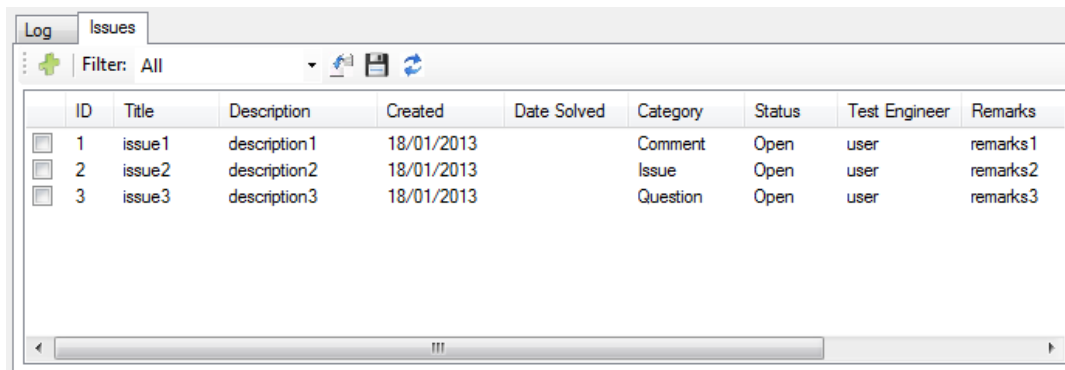 Log Issues
Filter: All
ID Title Description Created Date Solved Category Status Test Engineer Remarks
1 issue1 description1 18/01/2013 Comment Open user remarks1
2 issue2 description2 18/01/2013 Issue Open user remarks2
3 issue3 description3 18/01/2013 Question Open user remarks3